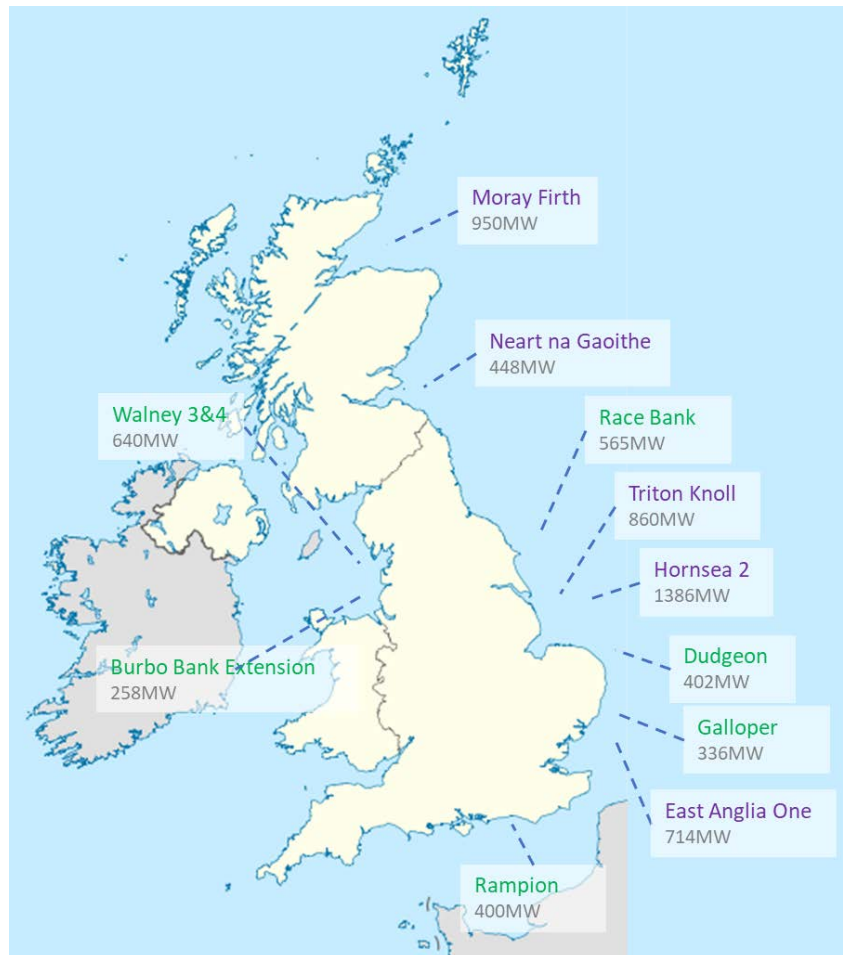 Moray Firth
950MW
Neart na Gaoithe
448MW
Walney 3&4
640MW
Race Bank
565MW
Triton Knoll
860MW
Hornsea 2
1386MW
Burbo Bank Extension
258MW
Dudgeon
402MW
Galloper
336MW
East Anglia One
714MW
Rampion
400MW